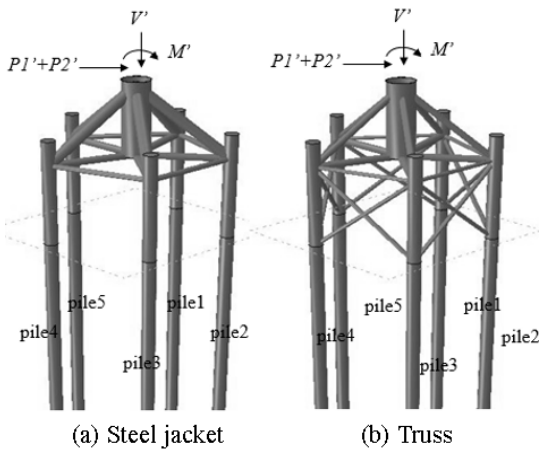 V'
M'
P1'+P2'
V'
M'
P1'+P2'
pile5
pile1
pile4
pile2
pile3
pile5
pile1
pile4
pile2
pile3
(a) Steel jacket
(b) Truss